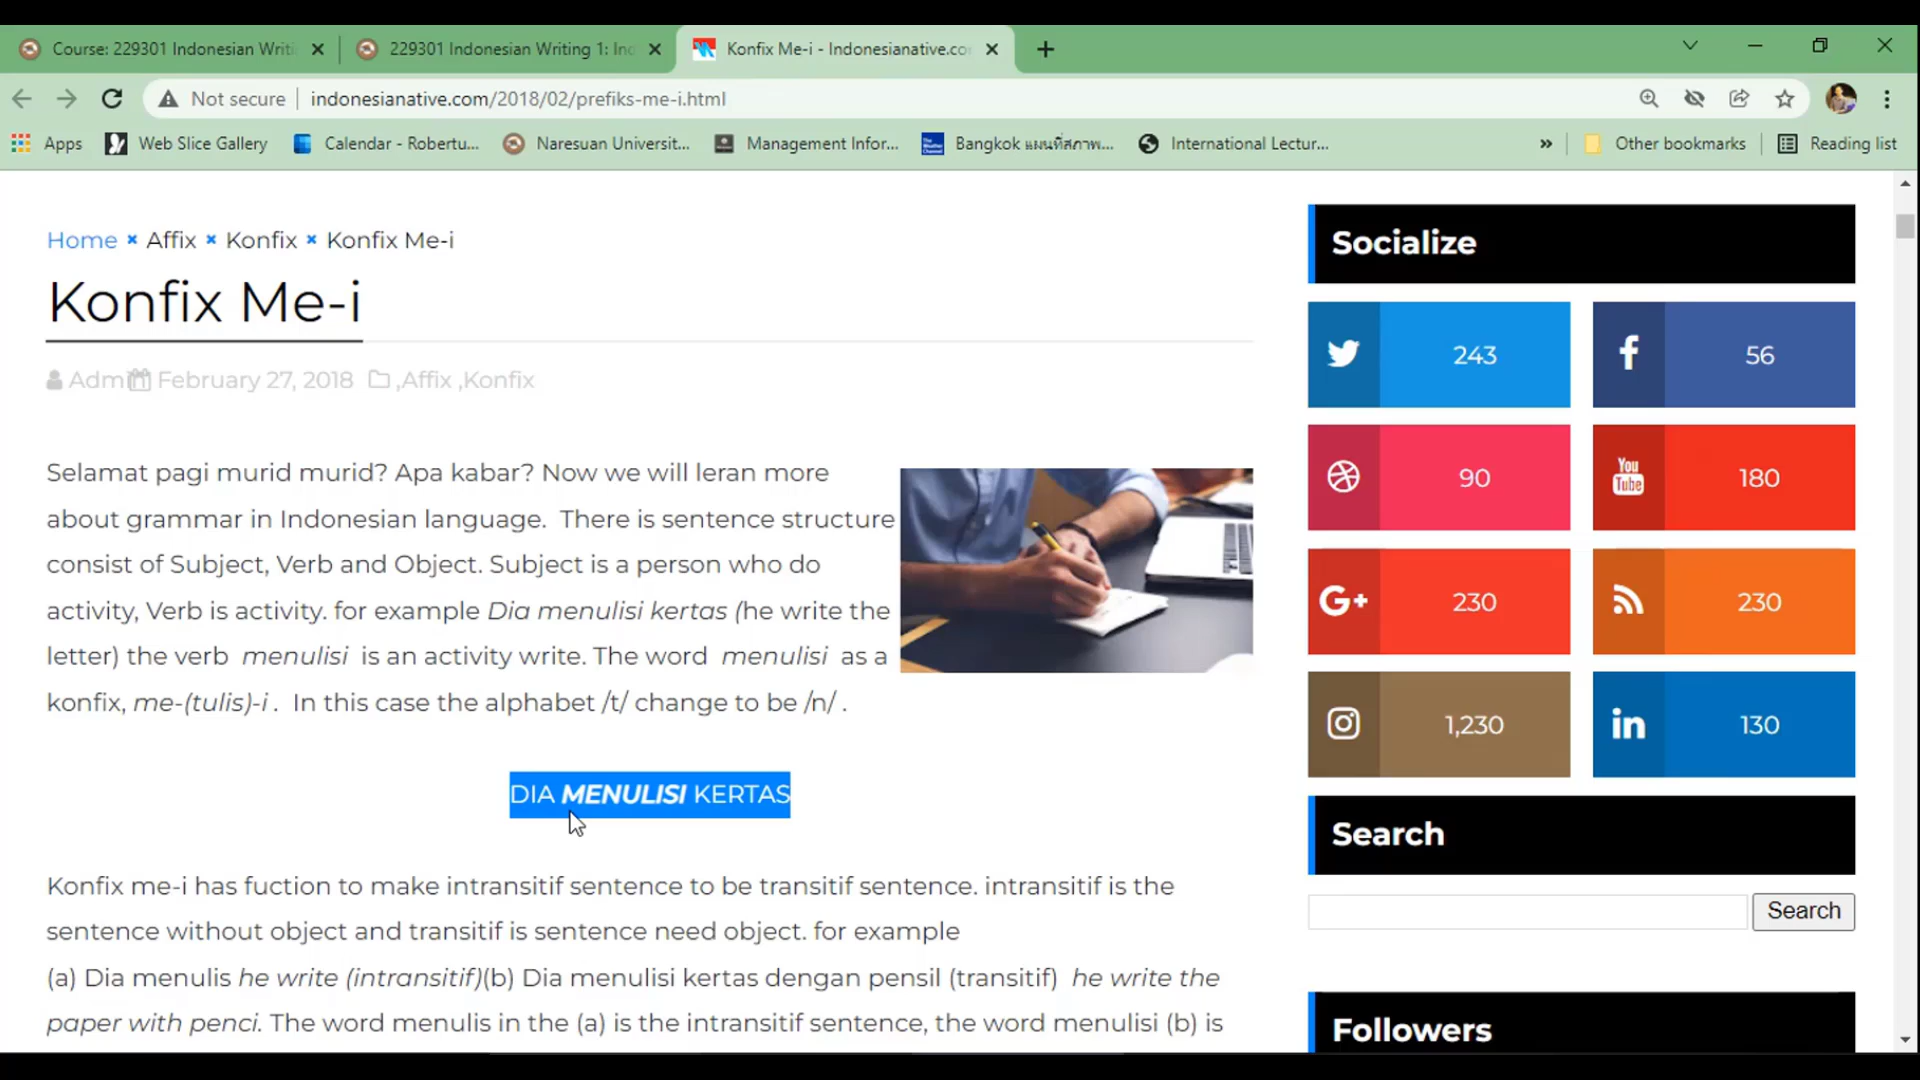 Course: 229301 Indonesian Writi
229301 Indonesian Writing 1: Ind
Konfix Me-i - Indonesianative.co
Not secure
indonesianative.com/2018/02/prefiks-me-i.html
Apps
Web Slice Gallery
Calendar - Robertu...
Naresuan Universit...
Management Infor...
Bangkok แผนที่สภาพ...
International Lectur...
»
Other bookmarks
Reading list
Home × Affix × Konfix × Konfix Me-i
Konfix Me-i
Adm February 27, 2018 ,Affix ,Konfix
Selamat pagi murid murid? Apa kabar? Now we will leran more
about grammar in Indonesian language. There is sentence structure
consist of Subject, Verb and Object. Subject is a person who do
activity, Verb is activity. for example Dia menulisi kertas (he write the
letter) the verb menulisi is an activity write. The word menulisi as a
konfix, me-(tulis)-i . In this case the alphabet /t/ change to be /n/ .
DIA MENULISI KERTAS
Konfix me-i has fuction to make intransitif sentence to be transitif sentence. intransitif is the
sentence without object and transitif is sentence need object. for example
(a) Dia menulis he write (intransitif)(b) Dia menulisi kertas dengan pensil (transitif) he write the
paper with penci. The word menulis in the (a) is the intransitif sentence, the word menulisi (b) is
Socialize
243
56
90
You Tube 180
G+ 230
230
1,230
in 130
Search
Search
Followers